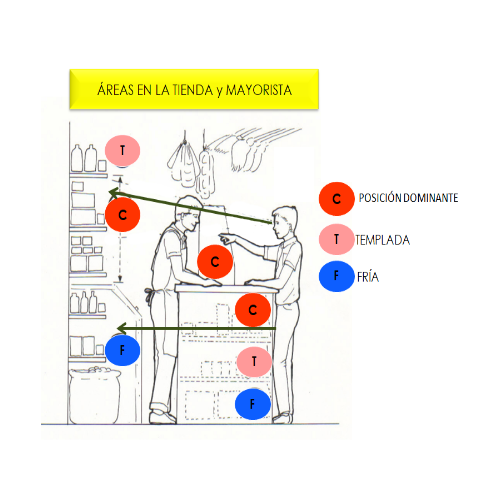 ÁREAS EN LA TIENDA y MAYORISTA
T
C
C
C
T
F
F
C POSICIÓN DOMINANTE
T TEMPLADA
F FRÍA